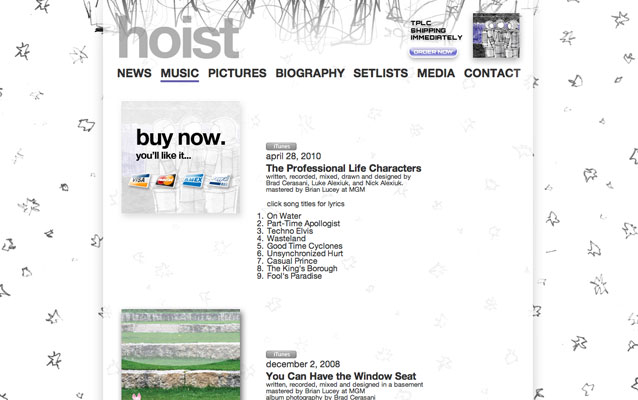 hoist
TPLC
SHIPPING
IMMEDIATELY
ORDER NOW
NEWS MUSIC PICTURES BIOGRAPHY SETLISTS MEDIA CONTACT
buy now.
you'll like it...
VISA
AMEX
iTunes
april 28, 2010
The Professional Life Characters
written, recorded, mixed, drawn and designed by
Brad Cerasani, Luke Alexiuk, and Nick Alexiuk.
mastered by Brian Lucey at MGM
click song titles for lyrics
1. On Water
2. Part-Time Apollogist
3. Techno Elvis
4. Wasteland
5. Good Time Cyclones
6. Unsynchronized Hurt
7. Casual Prince
8. The King's Borough
9. Fool's Paradise
iTunes
december 2, 2008
You Can Have the Window Seat
written, recorded, mixed and designed in a basement
mastered by Brian Lucey at MGM
album photography by Brad Cerasani